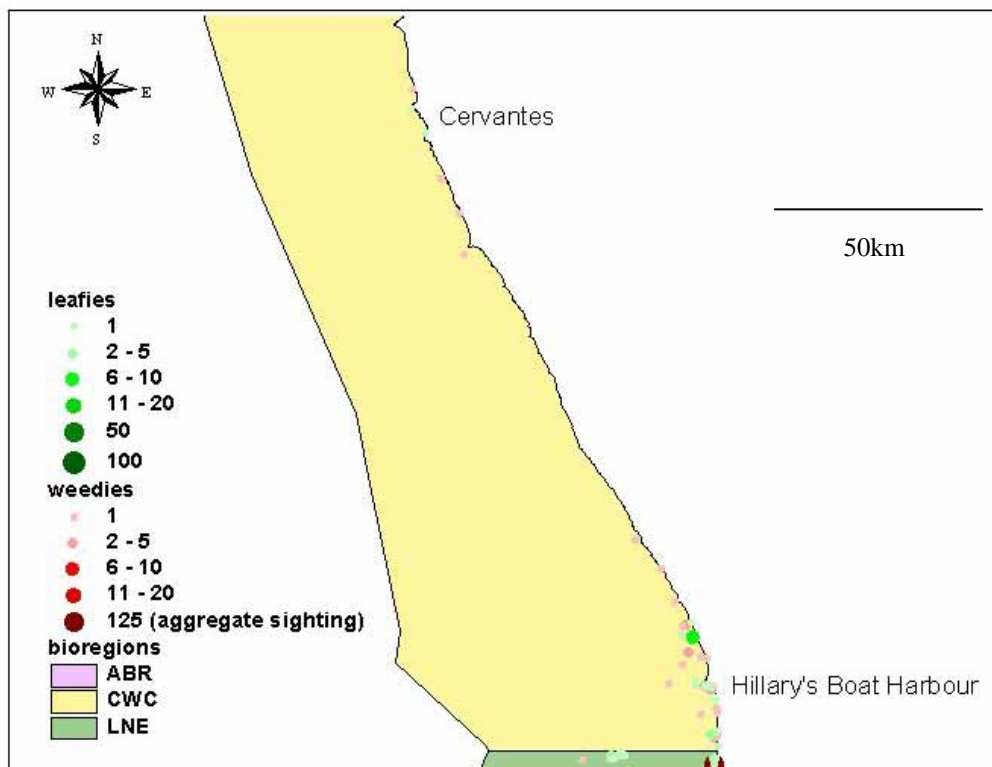 N
W E
S
Cervantes
50km
leafies
1
2 - 5
6 - 10
11 - 20
50
100
weedies
1
2 - 5
6 - 10
11 - 20
125 (aggregate sighting)
bioregions
ABR
CWC
LNE
Hillary's Boat Harbour